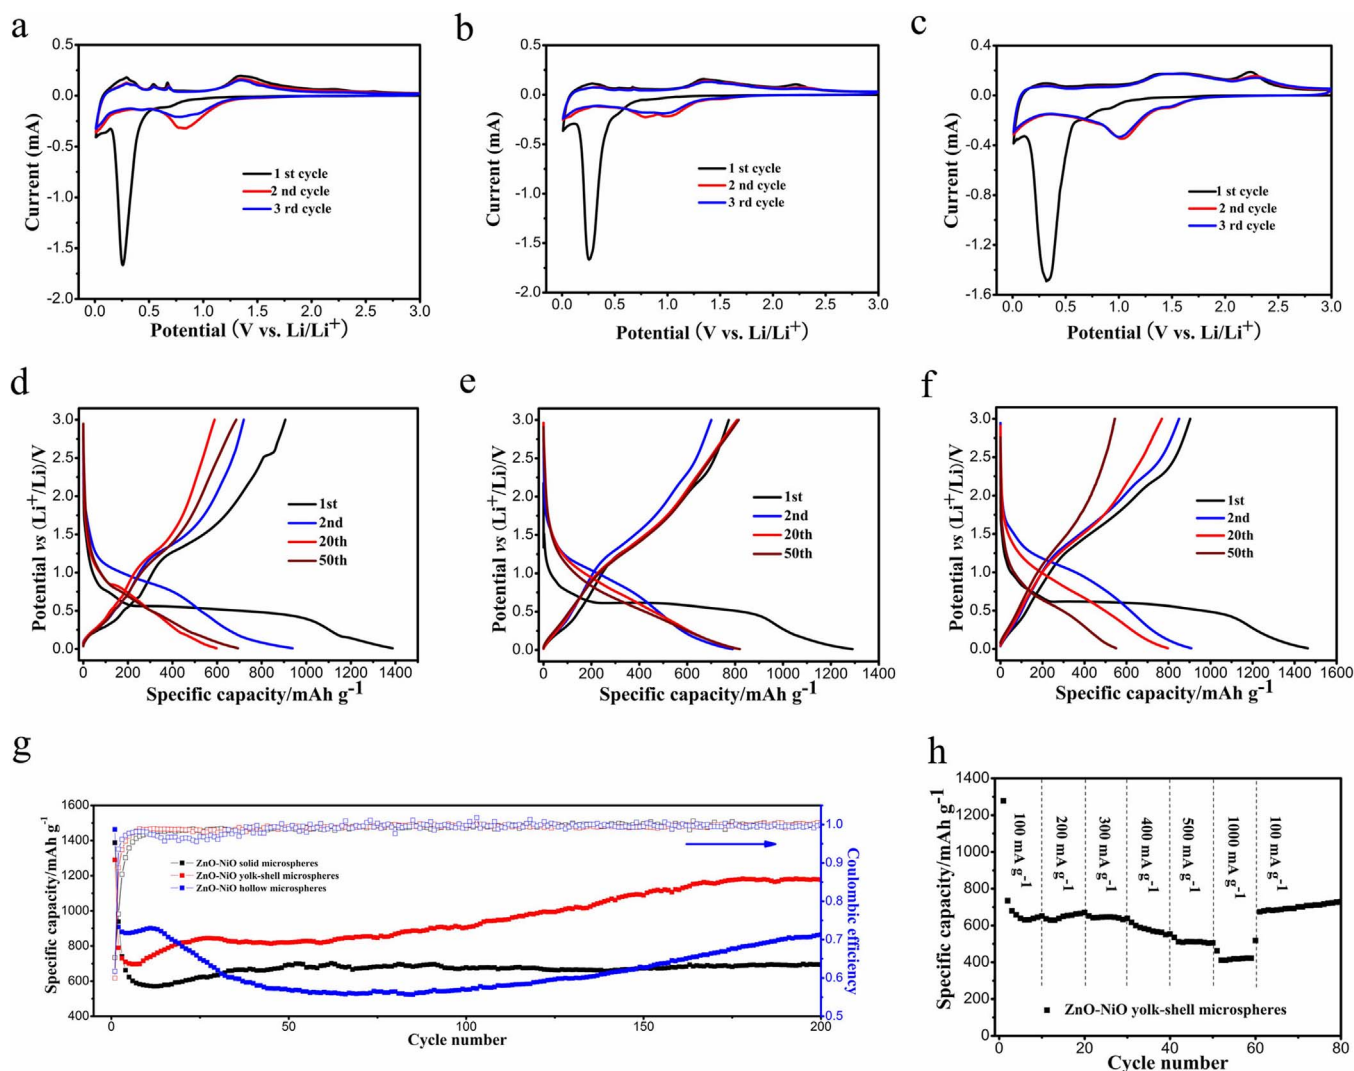 a
0.5
0.0
-0.5
-1.0
-1.5
-2.0
Current (mA)
1 st cycle
2 nd cycle
3 rd cycle
0.0 0.5 1.0 1.5 2.0 2.5 3.0
Potential (V vs. Li/Li+)
b
0.5
0.0
-0.5
-1.0
-1.5
-2.0
Current (mA)
1 st cycle
2 nd cycle
3 rd cycle
0.0 0.5 1.0 1.5 2.0 2.5 3.0
Potential (V vs. Li/Li+)
c
0.4
0.0
-0.4
-0.8
-1.2
-1.6
Current (mA)
1 st cycle
2 nd cycle
3 rd cycle
0.0 0.5 1.0 1.5 2.0 2.5 3.0
Potential (V vs. Li/Li+)
d
3.0
2.5
2.0
1.5
1.0
0.5
0.0
Potential vs (Li+/Li)/V
1st
2nd
20th
50th
0 200 400 600 800 1000 1200 1400
Specific capacity/mAh g-1
e
3.0
2.5
2.0
1.5
1.0
0.5
0.0
Potential vs (Li+/Li)/V
1st
2nd
20th
50th
0 200 400 600 800 1000 1200 1400
Specific capacity/mAh g-1
f
3.0
2.5
2.0
1.5
1.0
0.5
0.0
Potential vs (Li+/Li)/V
1st
2nd
20th
50th
0 200 400 600 800 1000 1200 1400 1600
Specific capacity/mAh g-1
g
1600
1400
1200
1000
800
600
400
Specific capacity/mAh g-1
ZnO-NiO solid microspheres
ZnO-NiO yolk-shell microspheres
ZnO-NiO hollow microspheres
1.0
0.9
0.8
0.7
0.6
0.5
Coulombic efficiency
0 50 100 150 200
Cycle number
h
1400
1200
1000
800
600
400
200
0
Specific capacity/mAh g-1
100 mA g-1
200 mA g-1
300 mA g-1
400 mA g-1
500 mA g-1
1000 mA g-1
100 mA g-1
ZnO-NiO yolk-shell microspheres
0 20 40 60 80
Cycle number